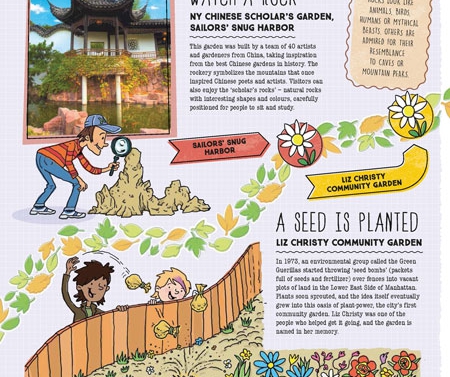 WATCH A ROCK
NY CHINESE SCHOLAR'S GARDEN,
SAILORS' SNUG HARBOR
This garden was built by a team of 40 artists
and gardeners from China, taking inspiration
from the best Chinese gardens in history. The
rockery symbolizes the mountains that once
inspired Chinese poets and artists. Visitors
can also enjoy the 'scholar's rocks' – natural rocks
with interesting shapes and colours, carefully
positioned for people to sit and study.
ROCKS LOOK LIKE
ANIMALS, BIRDS,
HUMANS OR MYTHICAL
BEASTS. OTHERS ARE
ADMIRED FOR THEIR
RESEMBLANCE
TO CAVES OR
MOUNTAIN PEAKS.
SAILORS' SNUG
HARBOR
LIZ CHRISTY
COMMUNITY GARDEN
A SEED IS PLANTED
LIZ CHRISTY COMMUNITY GARDEN
In 1973, an environmental group called the Green
Guerillas started throwing 'seed bombs' (packets
full of seeds and fertilizer) over fences into vacant
plots of land in the Lower East Side of Manhattan.
Plants soon sprouted, and the idea itself eventually
grew into this oasis of plant-power, the city's first
community garden. Liz Christy was one of the
people who helped get it going, and the garden is
named in her memory.